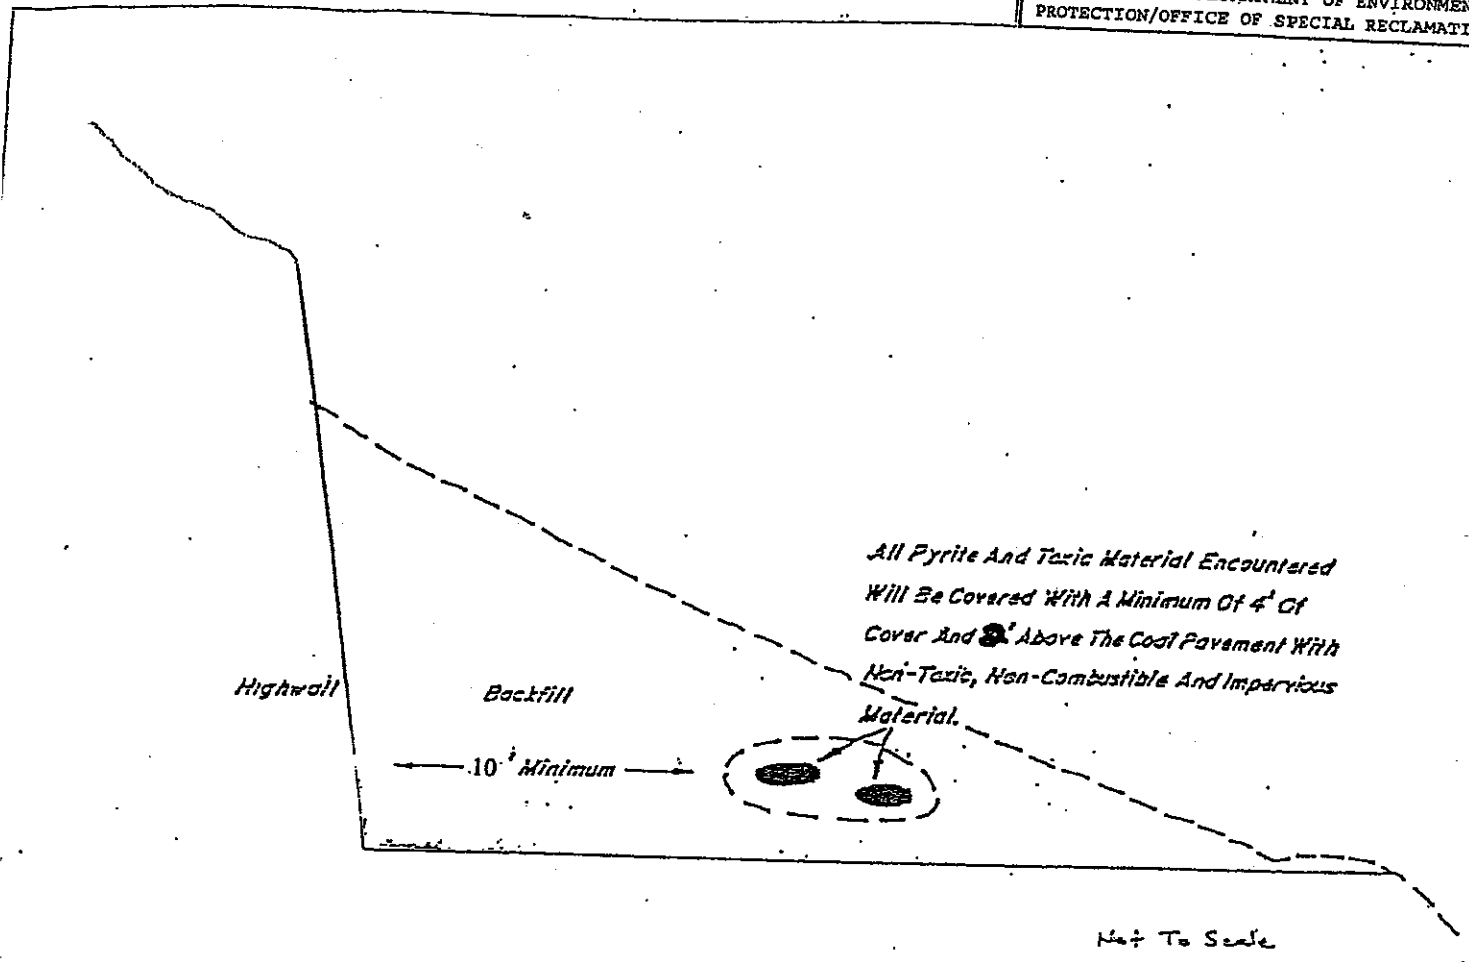 OF ENVIRONMEN
PROTECTION/OFFICE OF SPECIAL RECLAMATI
All Pyrite And Toxic Material Encountered
Will Be Covered With A Minimum Of 4' Of
Cover And Above The Coal Pavement With
Non-Toxic, Non-Combustible And Impervious
Material.
Highwall
Backfill
10' Minimum
Not To Scale